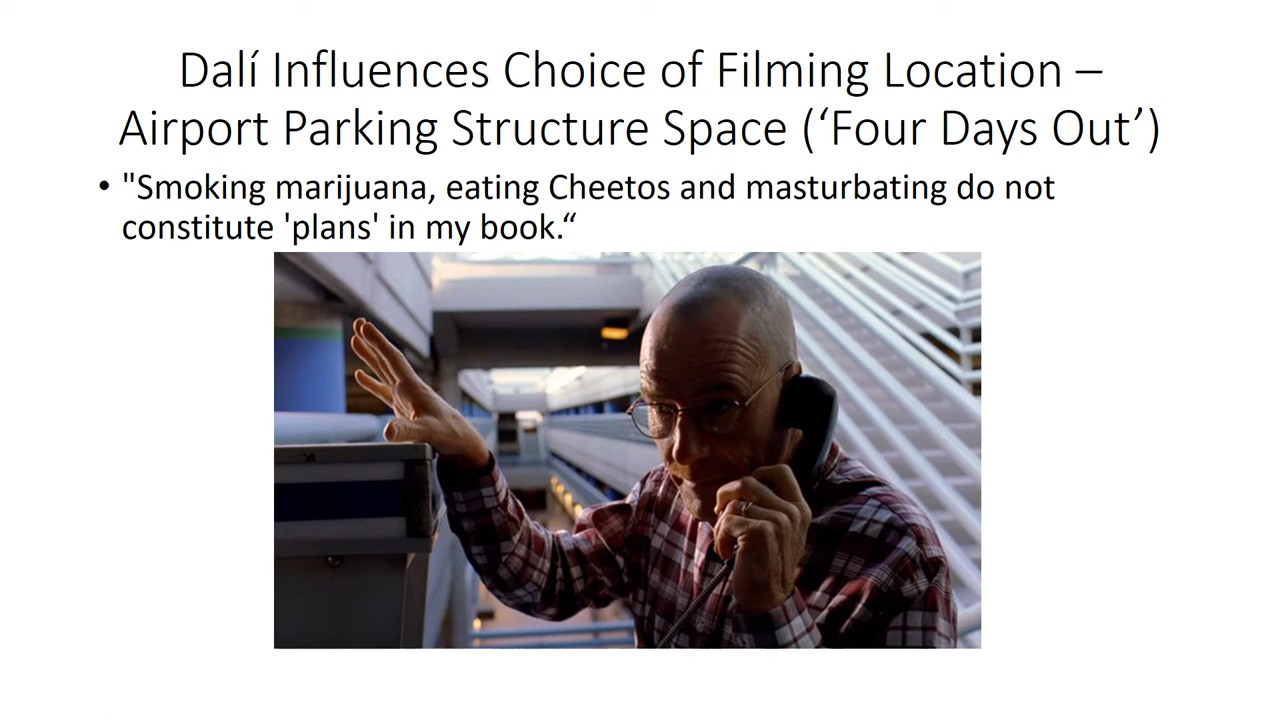 Dalí Influences Choice of Filming Location –
Airport Parking Structure Space (‘Four Days Out’)
• "Smoking marijuana, eating Cheetos and masturbating do not
constitute 'plans' in my book.“